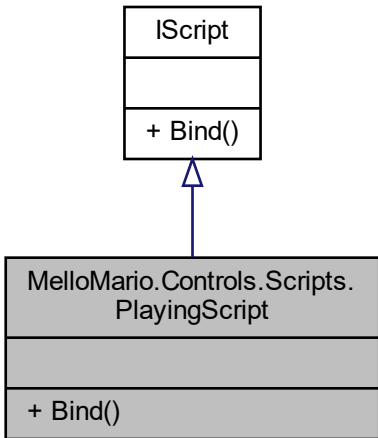 IScript
+ Bind()
MelloMario.Controls.Scripts.
PlayingScript
+ Bind()